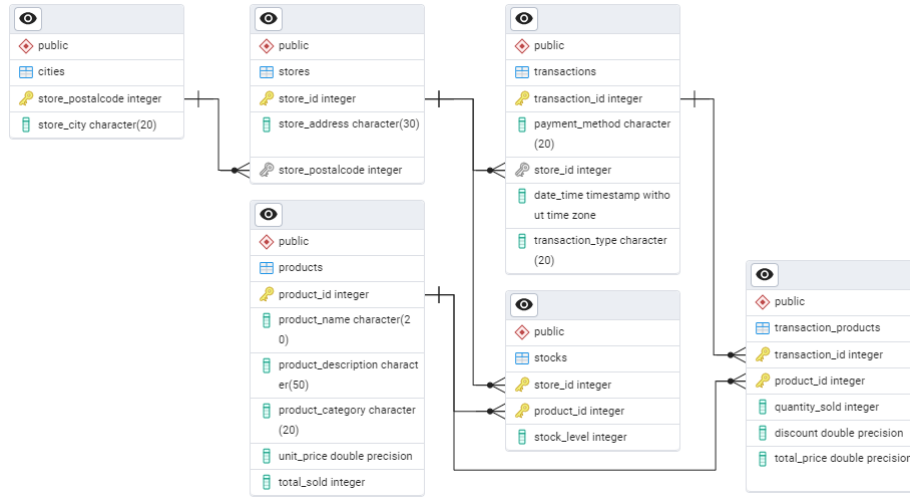 public
cities
store_postalcode integer
store_city character(20)
public
stores
store_id integer
store_address character(30)
store_postalcode integer
public
transactions
transaction_id integer
payment_method character
(20)
store_id integer
date_time timestamp witho
ut time zone
transaction_type character
(20)
public
products
product_id integer
product_name character(2
0)
product_description charact
er(50)
product_category character
(20)
unit_price double precision
total_sold integer
public
stocks
store_id integer
product_id integer
stock_level integer
public
transaction_products
transaction_id integer
product_id integer
quantity_sold integer
discount double precision
total_price double precision